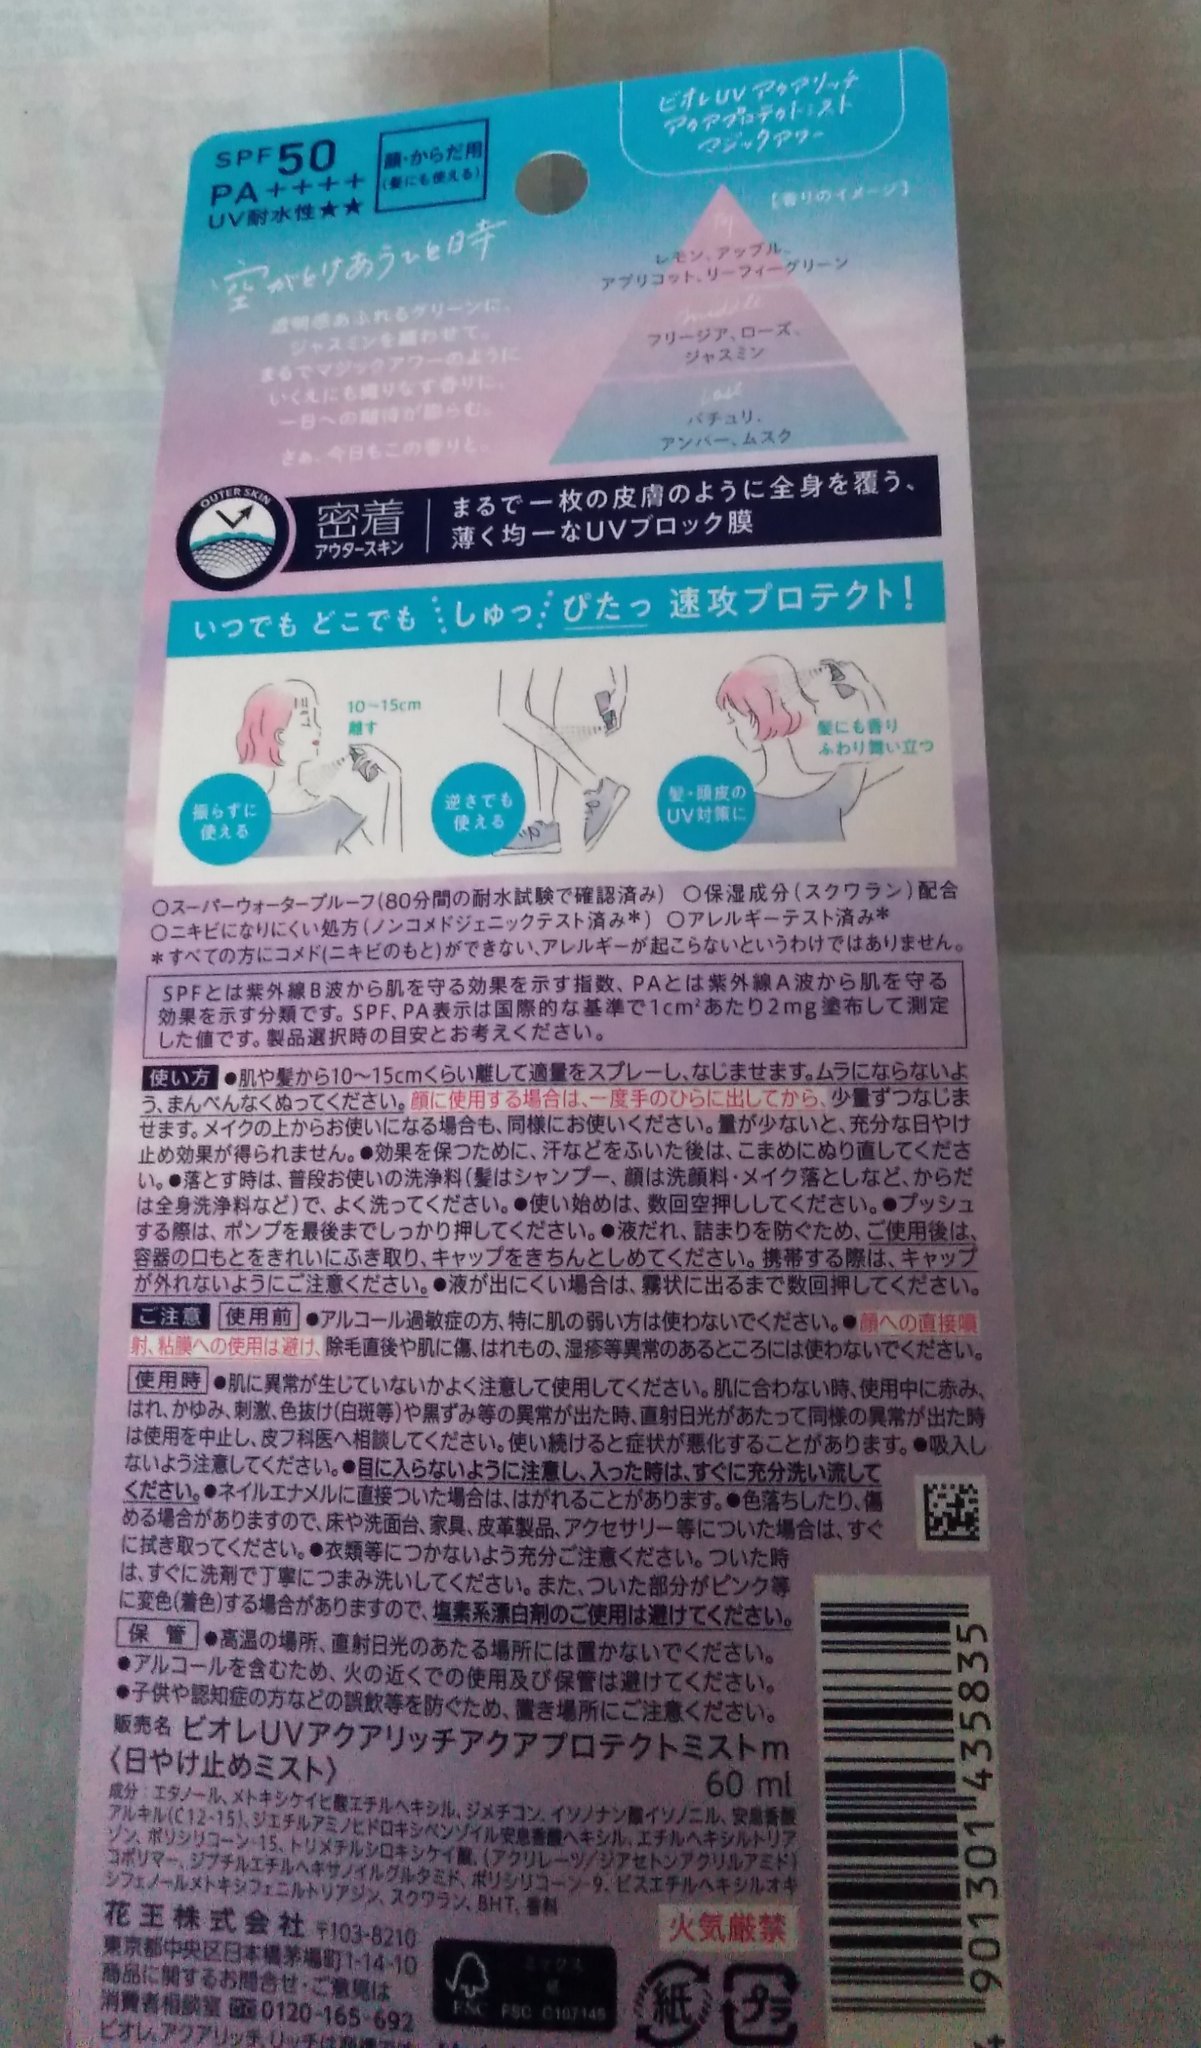 SPF50
PA++++
UV耐水性★★
顔・からだ用
(髪にも使える)
ビオレUV アクアリッチ
アクアプロテクトミスト
マジックアワー
空がとけあうひと時
透明感あふれるグリーンに、
ジャスミンを纏わせて。
まるでマジックアワーのように
いくえにも織りなす香りに、
一日への期待が膨らむ。
さぁ、今日もこの香りと。
[香りのイメージ]
レモン、アップル、
アプリコット、リーフィーグリーン
middle
フリージア、ローズ、
ジャスミン
last
パチュリ、
アンバー、ムスク
OUTER SKIN
密着
アウタースキン
まるで一枚の皮膚のように全身を覆う、
薄く均一なUVブロック膜
いつでも どこでも しゅっ ぴたっ 速攻プロテクト!
10〜15cm
離す
振らずに
使える
逆さでも
使える
髪にも香り
ふわり舞い立つ
髪・頭皮の
UV対策に
○スーパーウォータープルーフ(80分間の耐水試験で確認済み) ○保湿成分(スクワラン)配合
○ニキビになりにくい処方(ノンコメドジェニックテスト済み*) ○アレルギーテスト済み*
*すべての方にコメド(ニキビのもと)ができない、アレルギーが起こらないというわけではありません。
SPFとは紫外線B波から肌を守る効果を示す指数、PAとは紫外線A波から肌を守る
効果を示す分類です。SPF、PA表示は国際的な基準で1cm²あたり2mg塗布して測定
した値です。製品選択時の目安とお考えください。
使い方 ●肌や髪から10〜15cmくらい離して適量をスプレーし、なじませます。ムラにならないよ
う、まんべんなくぬってください。顔に使用する場合は、一度手のひらに出してから、少量ずつなじま
せます。メイクの上からお使いになる場合も、同様にお使いください。量が少ないと、充分な日やけ
止め効果が得られません。●効果を保つために、汗などをふいた後は、こまめにぬり直してくださ
い。●落とす時は、普段お使いの洗浄料(髪はシャンプー、顔は洗顔料・メイク落としなど、からだ
は全身洗浄料など)で、よく洗ってください。●使い始めは、数回空押ししてください。●プッシュ
する際は、ポンプを最後までしっかり押してください。●液だれ、詰まりを防ぐため、ご使用後は、
容器の口もとをきれいにふき取り、キャップをきちんとしめてください。携帯する際は、キャップ
が外れないようにご注意ください。●液が出にくい場合は、霧状に出るまで数回押してください。
ご注意 使用前 ●アルコール過敏症の方、特に肌の弱い方は使わないでください。●顔への直接噴
射、粘膜への使用は避け、除毛直後や肌に傷、はれもの、湿疹等異常のあるところには使わないでください。
使用時 ●肌に異常が生じていないかよく注意して使用してください。肌に合わない時、使用中に赤み、
はれ、かゆみ、刺激、色抜け(白斑等)や黒ずみ等の異常が出た時、直射日光があたって同様の異常が出た時
は使用を中止し、皮フ科医へ相談してください。使い続けると症状が悪化することがあります。●吸入し
ないよう注意してください。●目に入らないように注意し、入った時は、すぐに充分洗い流して
ください。●ネイルエナメルに直接ついた場合は、はがれることがあります。●色落ちしたり、傷
める場合がありますので、床や洗面台、家具、皮革製品、アクセサリー等についた場合は、すぐ
に拭き取ってください。●衣類等につかないよう充分ご注意ください。ついた時
は、すぐに洗剤で丁寧につまみ洗いしてください。また、ついた部分がピンク等
に変色(着色)する場合がありますので、塩素系漂白剤のご使用は避けてください。
保管 ●高温の場所、直射日光のあたる場所には置かないでください。
●アルコールを含むため、火の近くでの使用及び保管は避けてください。
●子供や認知症の方などの誤飲等を防ぐため、置き場所にご注意ください。
販売名 ビオレUVアクアリッチアクアプロテクトミストm
〈日やけ止めミスト〉 60 ml
成分:エタノール、メトキシケイヒ酸エチルヘキシル、ジメチコン、イソノナン酸イソノニル、安息香酸
アルキル(C12-15)、ジエチルアミノヒドロキシベンゾイル安息香酸ヘキシル、エチルヘキシルトリア
ゾン、ポリシリコーン-15、トリメチルシロキシケイ酸、(アクリレーツ/ジアセトンアクリルアミド)
コポリマー、ジブチルエチルヘキサノイルグルタミド、ポリシリコーン-9、ビスエチルヘキシルオキ
シフェノールメトキシフェニルトリアジン、スクワラン、BHT、香料
花王株式会社 〒103-8210
東京都中央区日本橋茅場町1-14-10
商品に関するお問合せ・ご意見は
消費者相談室 0120-165-692
ビオレ、アクアリッチ、リッチは
火気厳禁
FSC
ミックス
紙
FSC C107145
紙
プラ
4 901301 435835